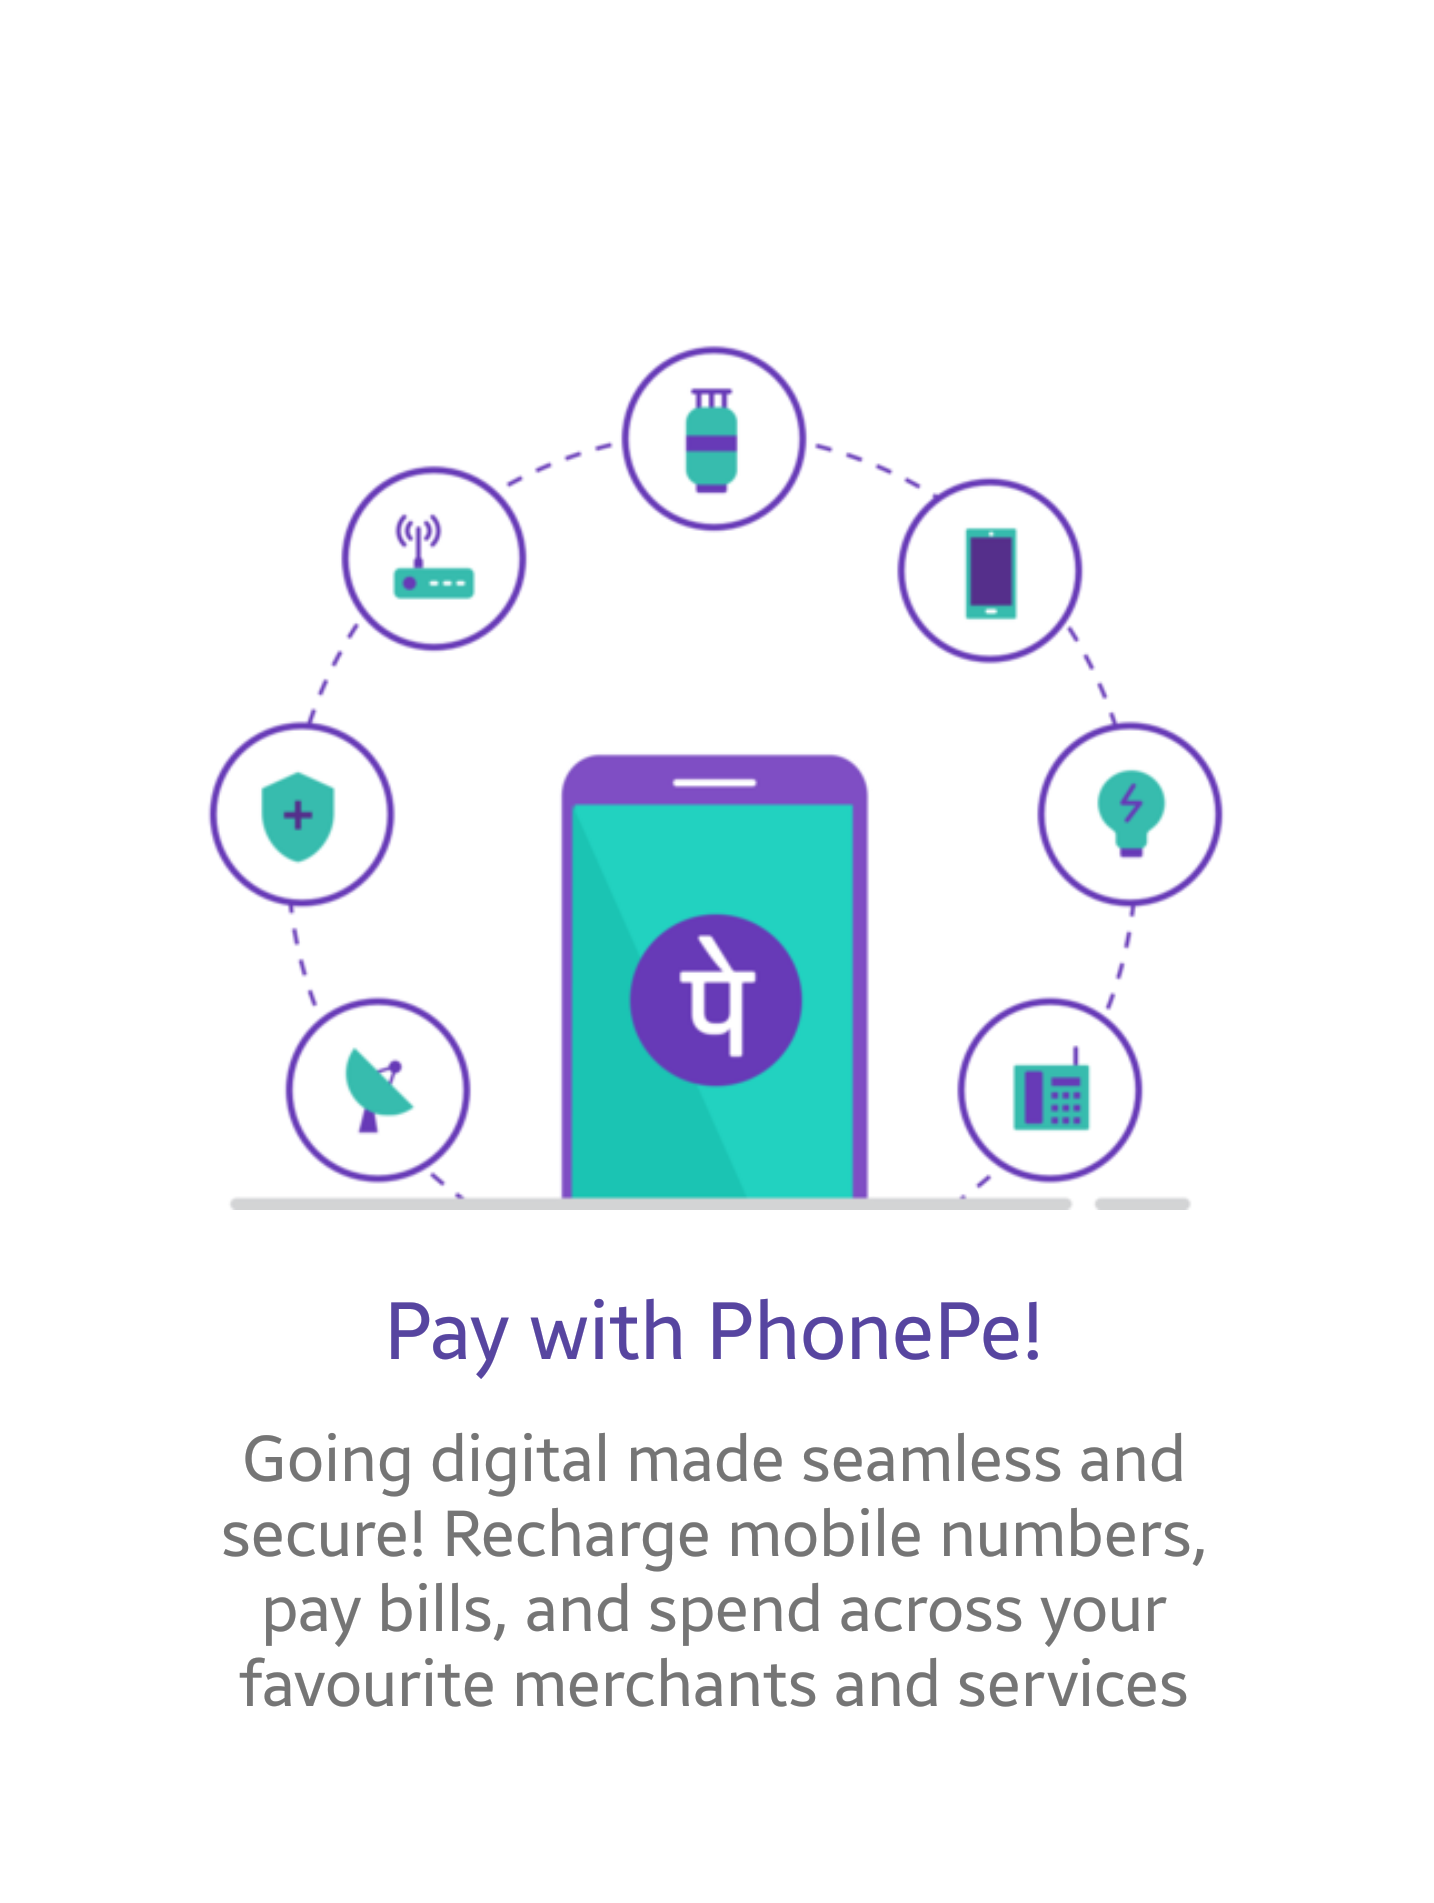 पे
Pay with PhonePe!
Going digital made seamless and
secure! Recharge mobile numbers,
pay bills, and spend across your
favourite merchants and services